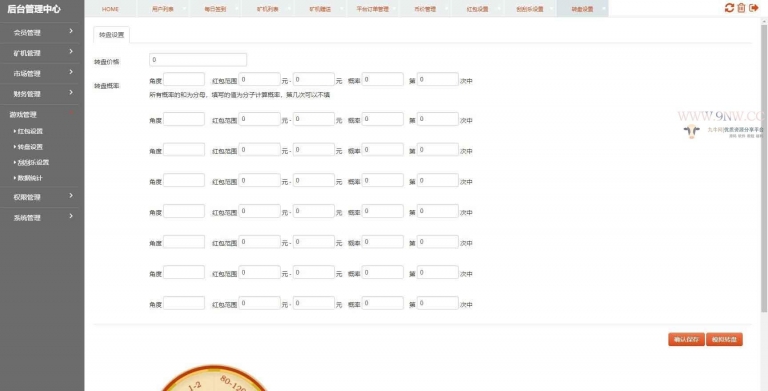 后台管理中心
HOME 用户列表 每日签到 矿机列表 矿机赠送 平台订单管理 市价管理 红包设置 刮刮乐设置 转盘设置
会员管理
矿机管理
市场管理
财务管理
游戏管理
红包设置
转盘设置
刮刮乐设置
数据统计
权限管理
系统管理
转盘设置
转盘价格: 0
转盘概率:
角度 红包范围 0 元 - 0 元 概率 0 第 0 次中
所有概率的和为分母、填写的值为分子计算概率、第几次可以不填
角度 红包范围 0 元 - 0 元 概率 0 第 0 次中
角度 红包范围 0 元 - 0 元 概率 0 第 0 次中
角度 红包范围 0 元 - 0 元 概率 0 第 0 次中
角度 红包范围 0 元 - 0 元 概率 0 第 0 次中
角度 红包范围 0 元 - 0 元 概率 0 第 0 次中
角度 红包范围 0 元 - 0 元 概率 0 第 0 次中
角度 红包范围 0 元 - 0 元 概率 0 第 0 次中
确认保存 模拟转盘
1-2
80-120
WWW.9NW.CC
九牛网|优质资源分享平台